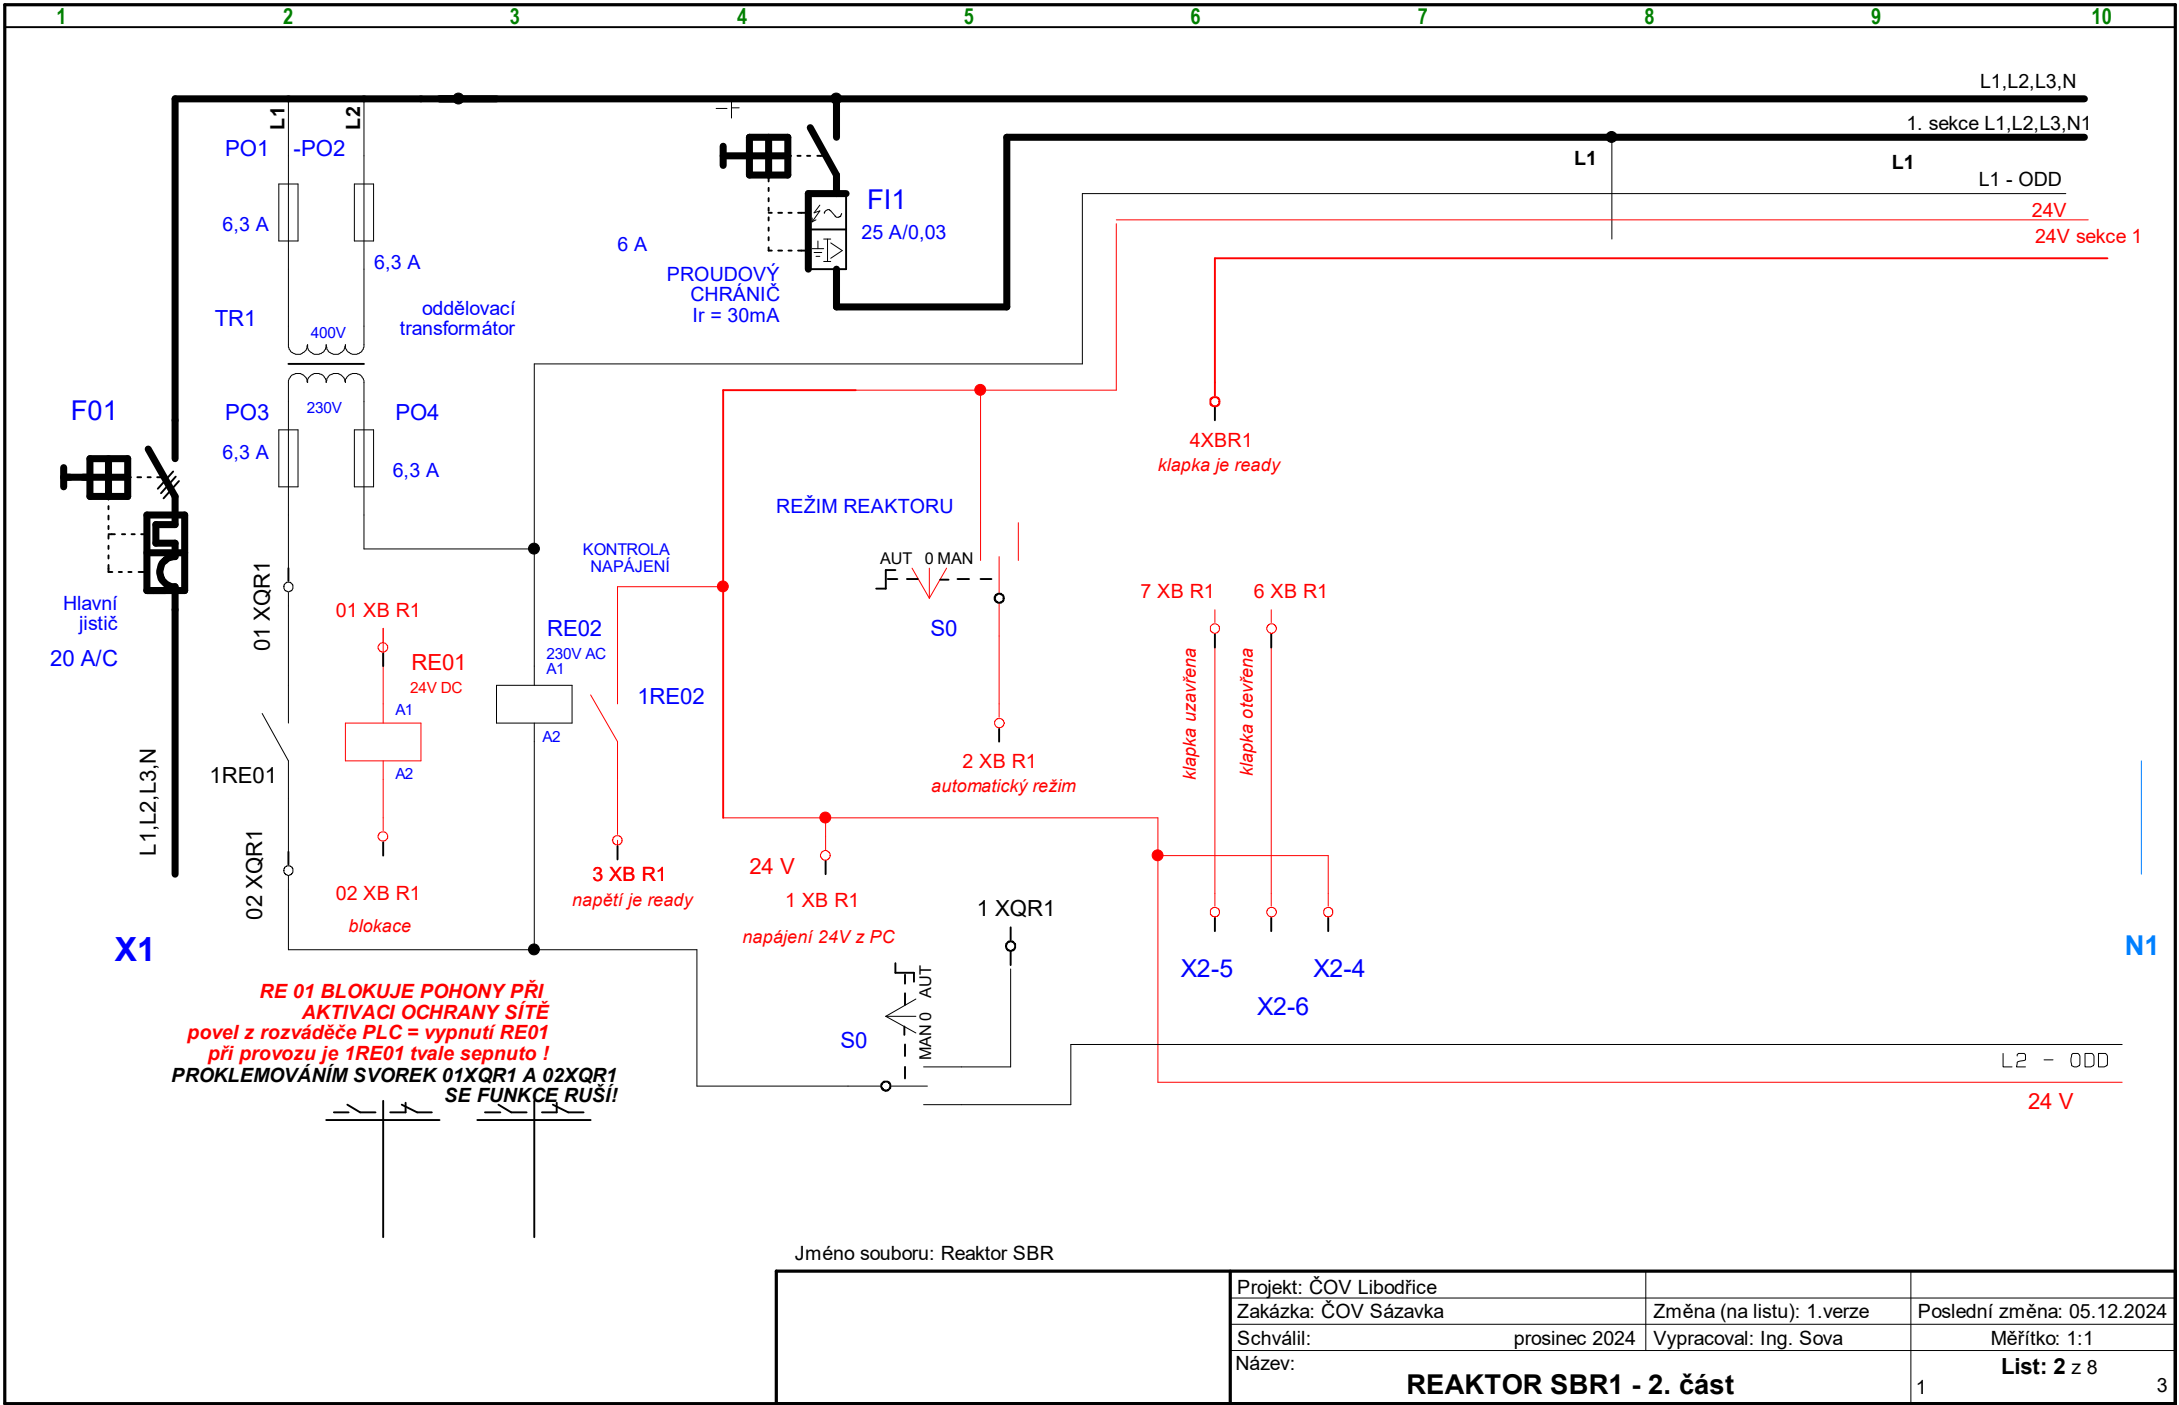 1 2 3 4 5 6 7 8 9 10
L1,L2,L3,N
1. sekce L1,L2,L3,N1
L1
L1
L1 - ODD
24V
24V sekce 1
L1
L2
PO1
-PO2
6,3 A
6,3 A
TR1
400V
oddělovací
transformátor
230V
PO3
PO4
6,3 A
6,3 A
6 A
PROUDOVÝ
CHRÁNIČ
Ir = 30mA
FI1
25 A/0,03
F01
Hlavní
jistič
20 A/C
L1,L2,L3,N
X1
01 XQR1
1RE01
02 XQR1
01 XB R1
RE01
24V DC
A1
A2
02 XB R1
blokace
RE02
230V AC
A1
A2
KONTROLA
NAPÁJENÍ
1RE02
3 XB R1
napětí je ready
REŽIM REAKTORU
AUT 0 MAN
S0
2 XB R1
automatický režim
24 V
1 XB R1
napájení 24V z PC
4XBR1
klapka je ready
7 XB R1
6 XB R1
klapka uzavřena
klapka otevřena
X2-5
X2-6
X2-4
1 XQR1
S0
MAN 0 AUT
N1
L2 - ODD
24 V
RE 01 BLOKUJE POHONY PŘI
AKTIVACI OCHRANY SÍTĚ
povel z rozváděče PLC = vypnutí RE01
při provozu je 1RE01 tvale sepnuto !
PROKLEMOVÁNÍM SVOREK 01XQR1 A 02XQR1
SE FUNKCE RUŠÍ!
Jméno souboru: Reaktor SBR
Projekt: ČOV Libodřice
Zakázka: ČOV Sázavka
Změna (na listu): 1.verze
Poslední změna: 05.12.2024
Schválil: prosinec 2024
Vypracoval: Ing. Sova
Měřítko: 1:1
Název:
REAKTOR SBR1 - 2. část
List: 2 z 8
1 3